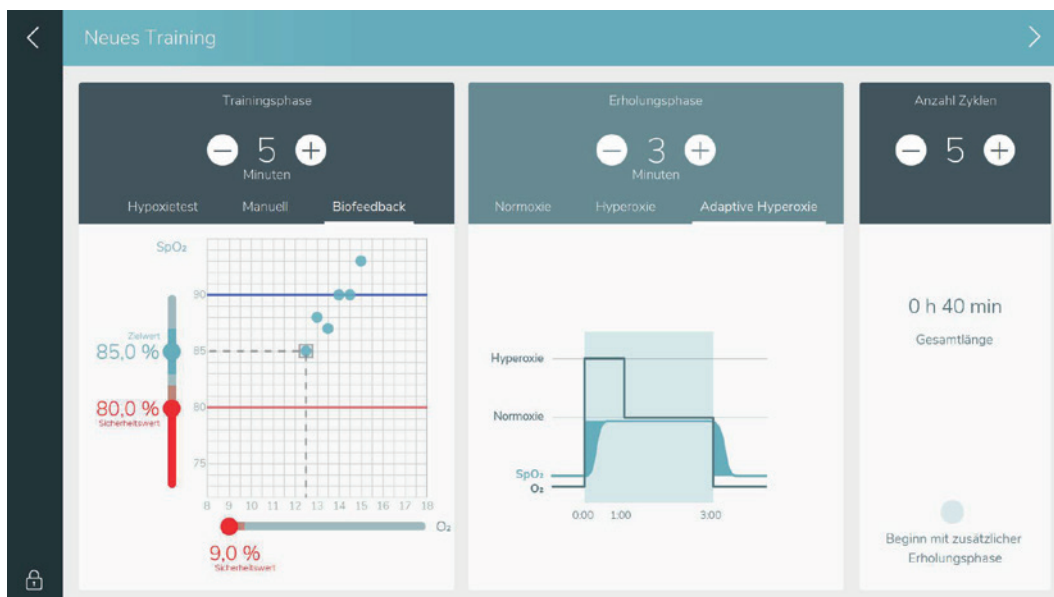 Neues Training
Trainingsphase
5
Minuten
Hypoxietest Manuell Biofeedback
SpO₂
90
85
80
75
Zielwert
85,0 %
80,0 %
Sicherheitswert
8 9 10 11 12 13 14 15 16 17 18
O₂
9,0 %
Sicherheitswert
Erholungsphase
3
Minuten
Normoxie Hyperoxie Adaptive Hyperoxie
Hyperoxie
Normoxie
SpO₂
O₂
0:00 1:00 3:00
Anzahl Zyklen
5
0 h 40 min
Gesamtlänge
Beginn mit zusätzlicher
Erholungsphase